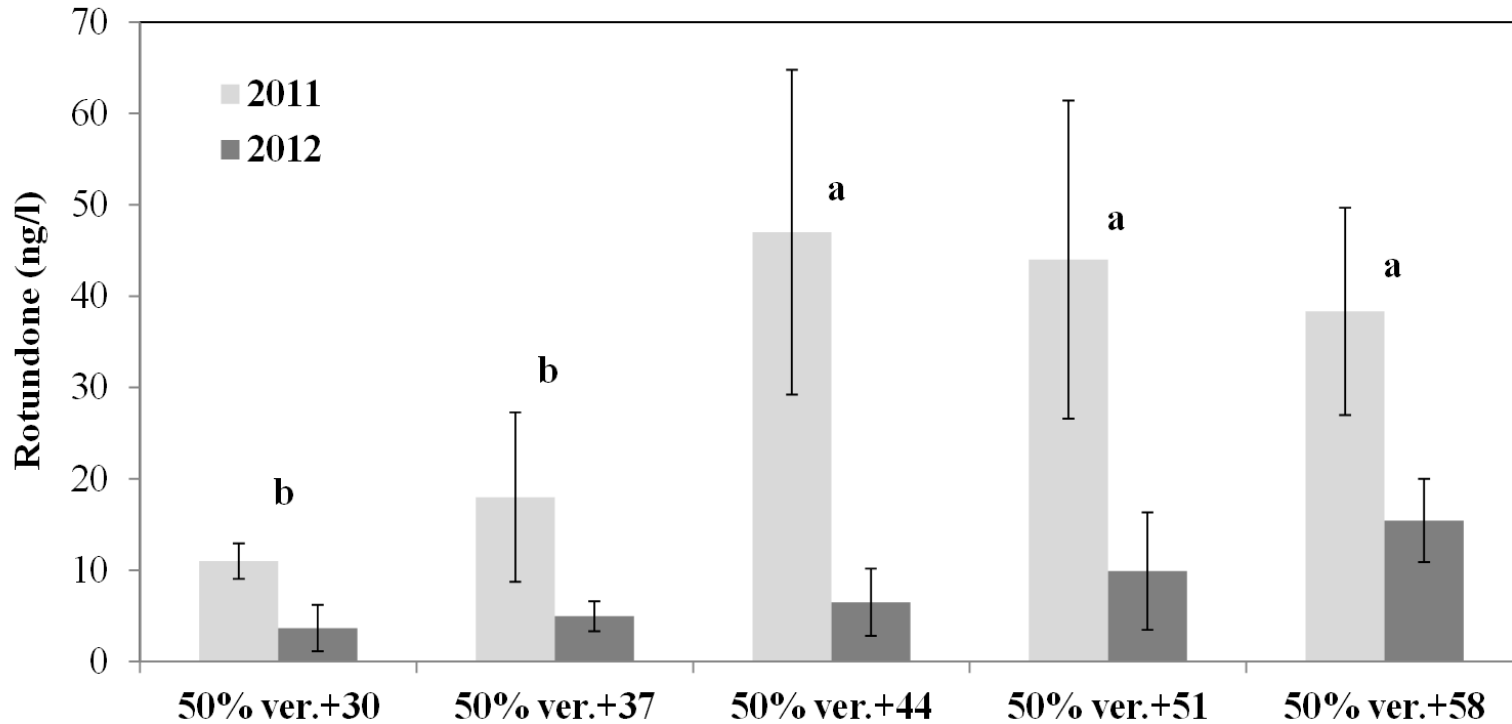 70
60
50
40
30
20
10
0
Rotundone (ng/l)
2011
2012
b
b
a
a
a
50% ver.+30
50% ver.+37
50% ver.+44
50% ver.+51
50% ver.+58